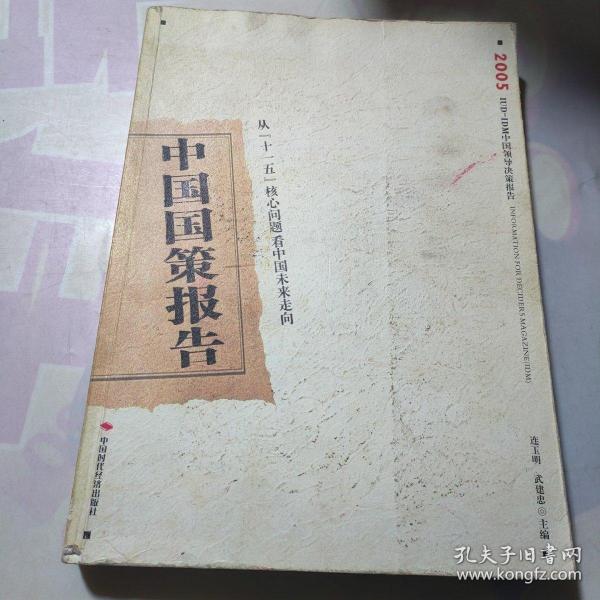 中国国策报告
从「十一五」核心问题看中国未来走向
2005 IUD-IDM中国领导决策报告 INFORMATION FOR DECIDERS MAGAZINE(IDM)
连玉明 武建忠◎主编
中国时代经济出版社
孔夫子旧书网
www.kongfz.com